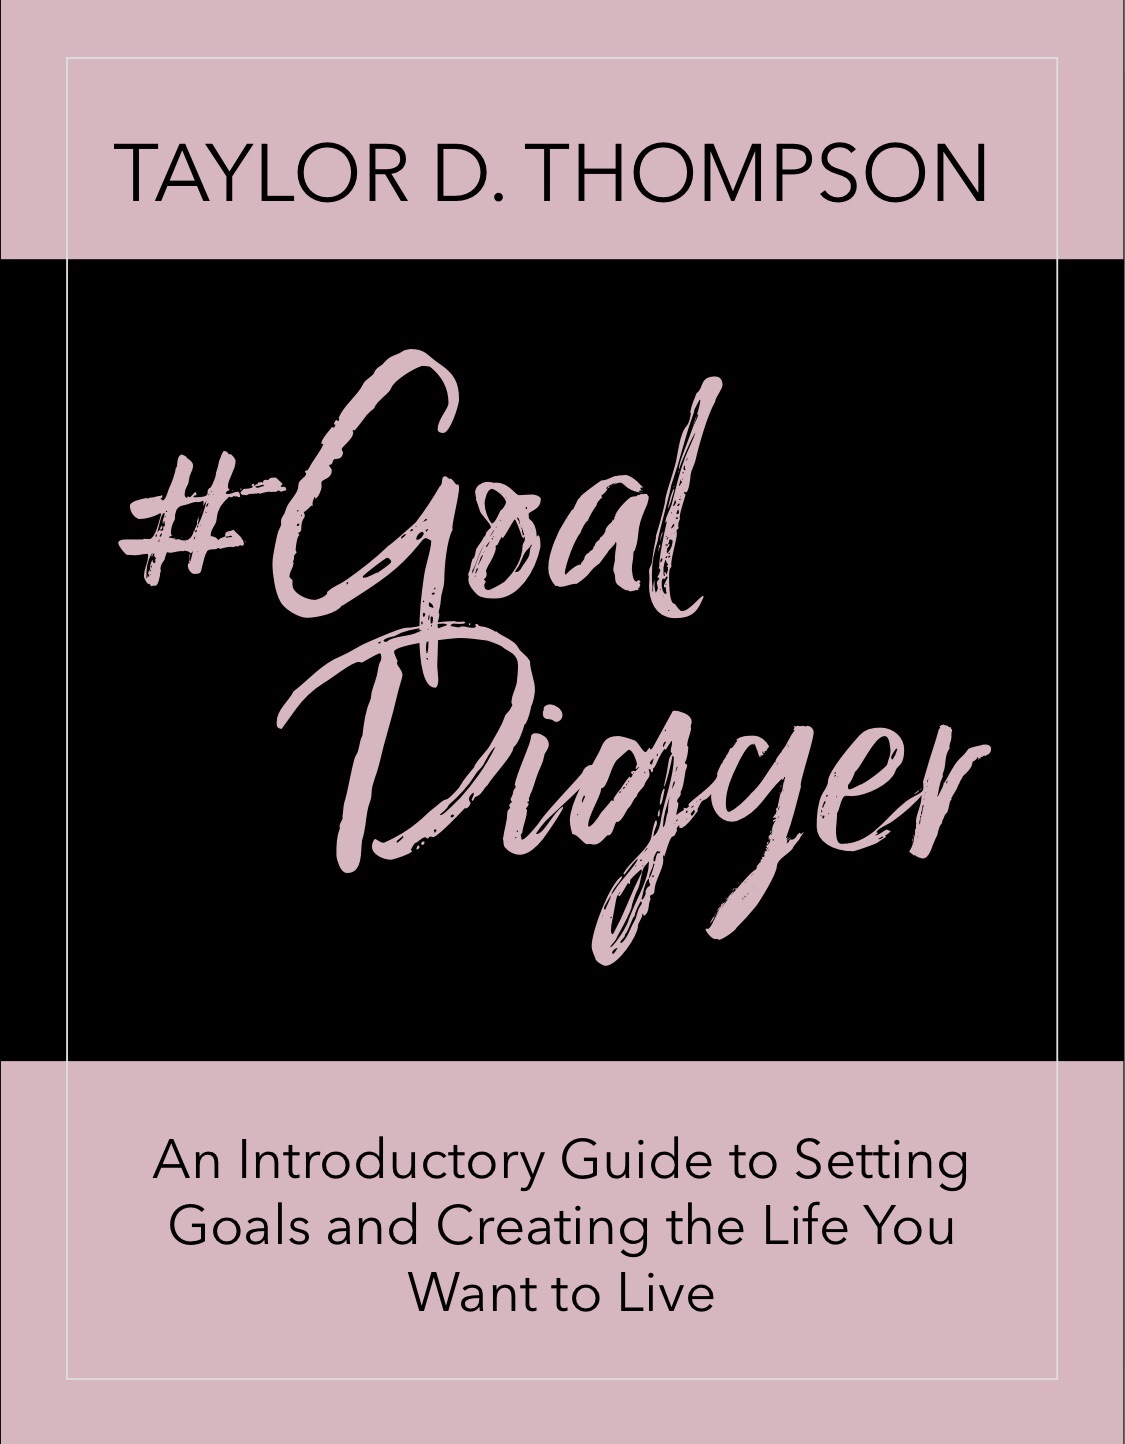 TAYLOR D. THOMPSON
#Goal
Digger
An Introductory Guide to Setting
Goals and Creating the Life You
Want to Live